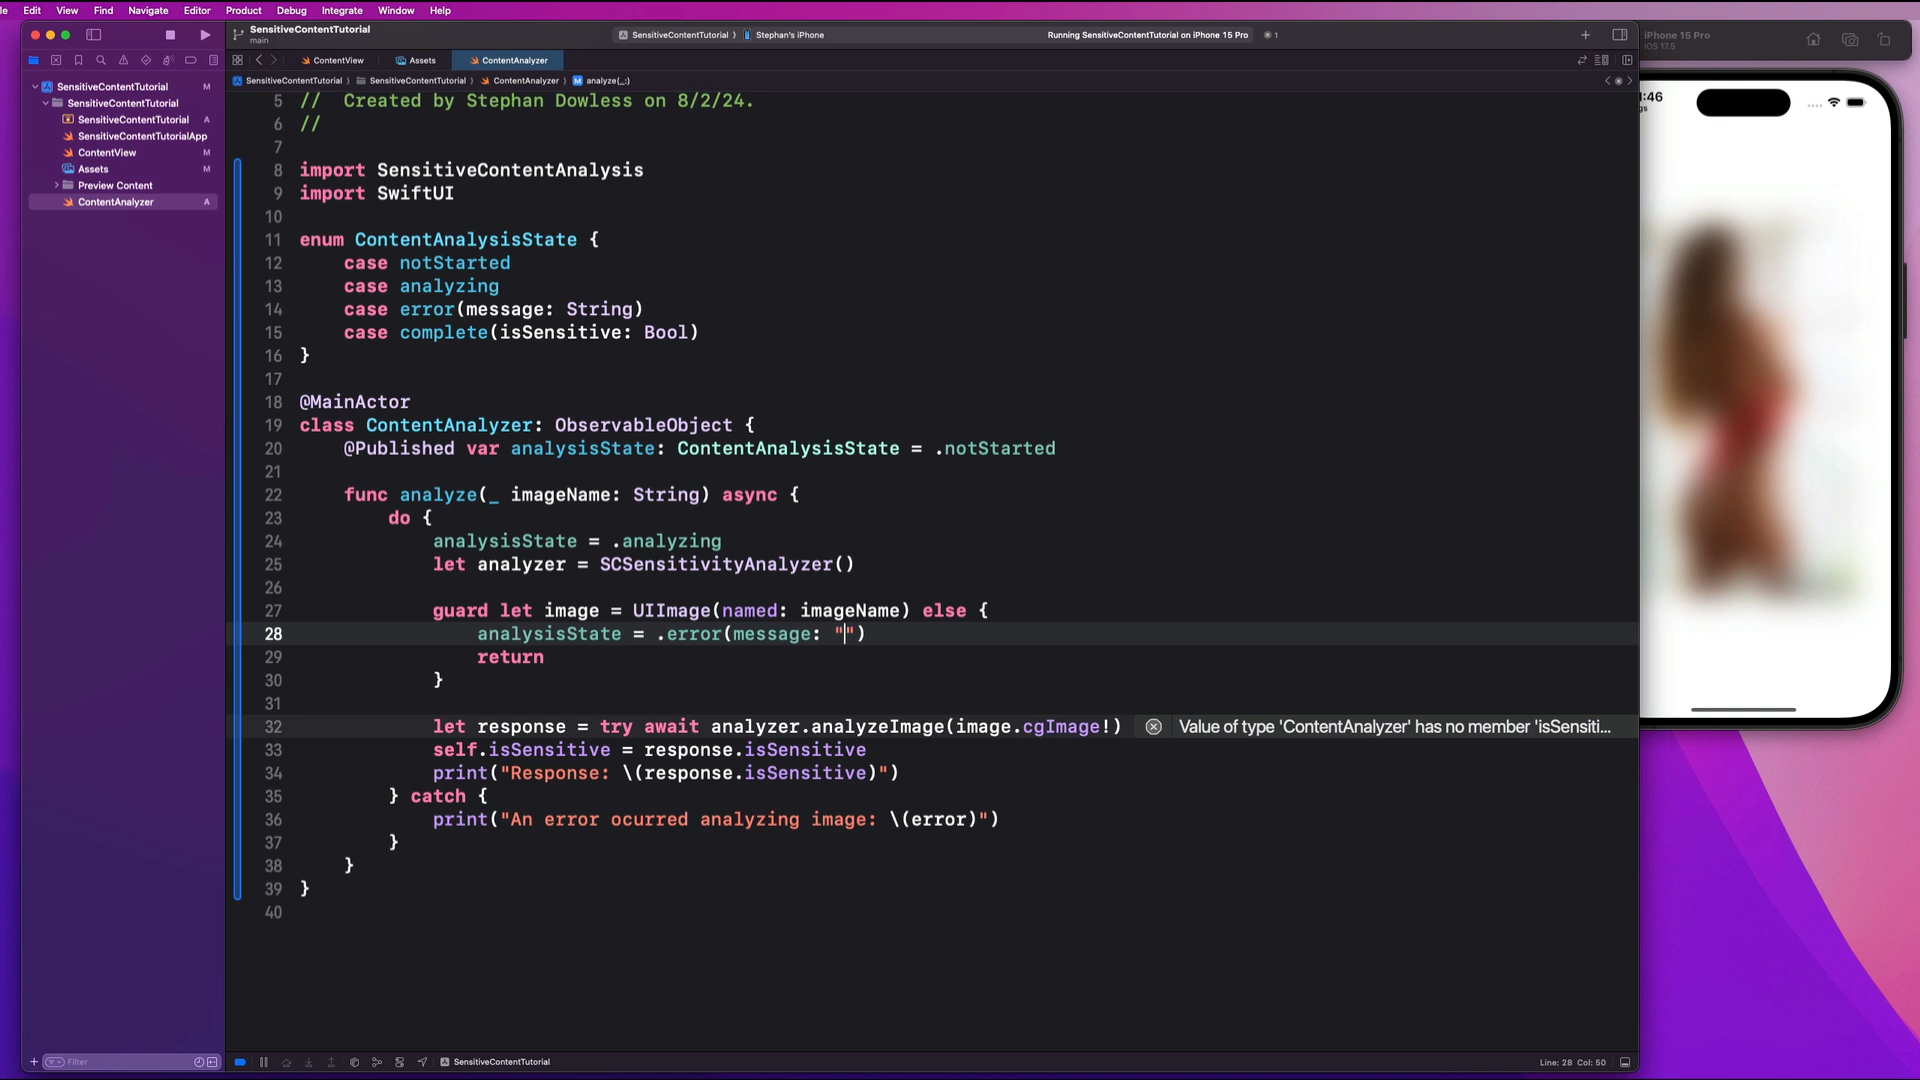 le Edit View Find Navigate Editor Product Debug Integrate Window Help
SensitiveContentTutorial
main
SensitiveContentTutorial 〉 Stephan's iPhone
Running SensitiveContentTutorial on iPhone 15 Pro
1
iPhone 15 Pro
iOS 17.5
ContentView
Assets
ContentAnalyzer
SensitiveContentTutorial 〉 SensitiveContentTutorial 〉 ContentAnalyzer 〉 M analyze(_:)
SensitiveContentTutorial M
SensitiveContentTutorial
SensitiveContentTutorial A
SensitiveContentTutorialApp
ContentView M
Assets M
Preview Content
ContentAnalyzer A
5 //  Created by Stephan Dowless on 8/2/24.
6 //
7
8 import SensitiveContentAnalysis
9 import SwiftUI
10
11 enum ContentAnalysisState {
12     case notStarted
13     case analyzing
14     case error(message: String)
15     case complete(isSensitive: Bool)
16 }
17
18 @MainActor
19 class ContentAnalyzer: ObservableObject {
20     @Published var analysisState: ContentAnalysisState = .notStarted
21
22     func analyze(_ imageName: String) async {
23         do {
24             analysisState = .analyzing
25             let analyzer = SCSensitivityAnalyzer()
26
27             guard let image = UIImage(named: imageName) else {
28                 analysisState = .error(message: "")
29                 return
30             }
31
32             let response = try await analyzer.analyzeImage(image.cgImage!)
Value of type 'ContentAnalyzer' has no member 'isSensiti...
33             self.isSensitive = response.isSensitive
34             print("Response: \(response.isSensitive)")
35         } catch {
36             print("An error ocurred analyzing image: \(error)")
37         }
38     }
39 }
40
:46
Filter
SensitiveContentTutorial
Line: 28 Col: 50